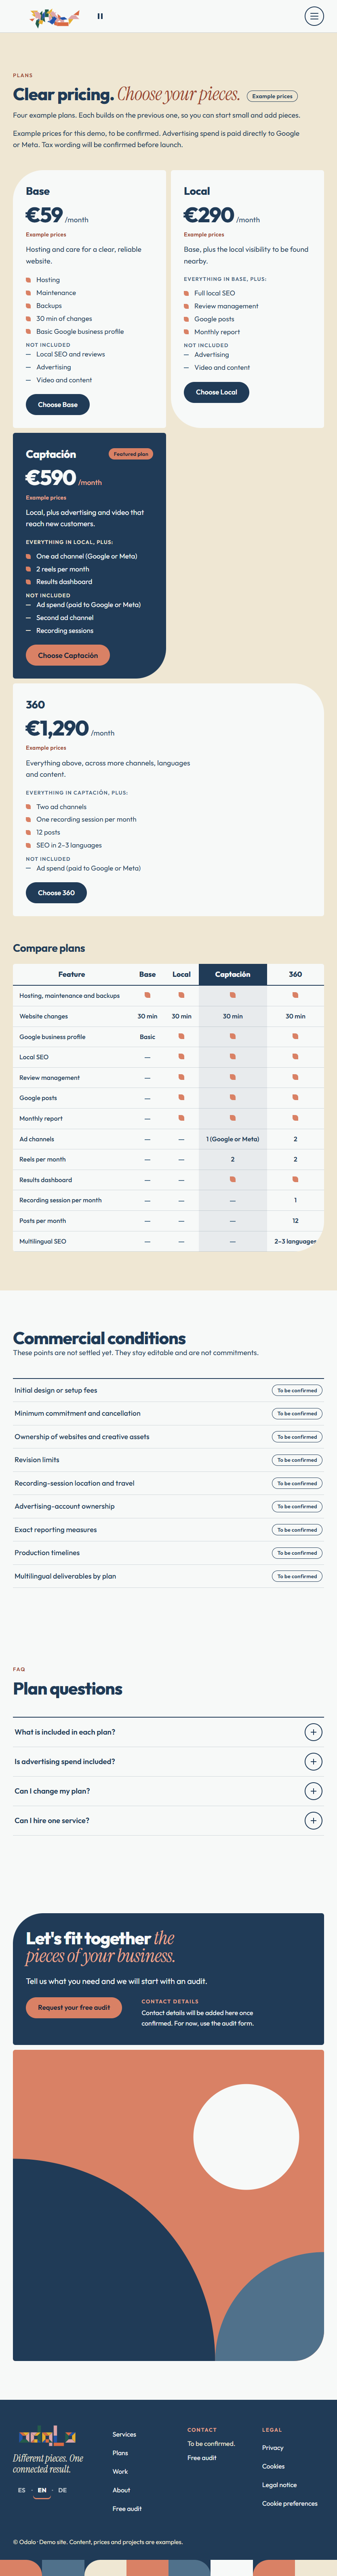 PLANS
Clear pricing. Choose your pieces. Example prices
Four example plans. Each builds on the previous one, so you can start small and add pieces.
Example prices for this demo, to be confirmed. Advertising spend is paid directly to Google
or Meta. Tax wording will be confirmed before launch.
Base
€59 /month
Example prices
Hosting and care for a clear, reliable
website.
Hosting
Maintenance
Backups
30 min of changes
Basic Google business profile
NOT INCLUDED
— Local SEO and reviews
— Advertising
— Video and content
Choose Base
Local
€290 /month
Example prices
Base, plus the local visibility to be found
nearby.
EVERYTHING IN BASE, PLUS:
Full local SEO
Review management
Google posts
Monthly report
NOT INCLUDED
— Advertising
— Video and content
Choose Local
Captación Featured plan
€590 /month
Example prices
Local, plus advertising and video that
reach new customers.
EVERYTHING IN LOCAL, PLUS:
One ad channel (Google or Meta)
2 reels per month
Results dashboard
NOT INCLUDED
— Ad spend (paid to Google or Meta)
— Second ad channel
— Recording sessions
Choose Captación
360
€1,290 /month
Example prices
Everything above, across more channels, languages
and content.
EVERYTHING IN CAPTACIÓN, PLUS:
Two ad channels
One recording session per month
12 posts
SEO in 2–3 languages
NOT INCLUDED
— Ad spend (paid to Google or Meta)
Choose 360
Compare plans
Feature Base Local Captación 360
Hosting, maintenance and backups
Website changes 30 min 30 min 30 min 30 min
Google business profile Basic
Local SEO —
Review management —
Google posts —
Monthly report —
Ad channels — — 1 (Google or Meta) 2
Reels per month — — 2 2
Results dashboard — —
Recording session per month — — — 1
Posts per month — — — 12
Multilingual SEO — — — 2–3 languages
Commercial conditions
These points are not settled yet. They stay editable and are not commitments.
Initial design or setup fees To be confirmed
Minimum commitment and cancellation To be confirmed
Ownership of websites and creative assets To be confirmed
Revision limits To be confirmed
Recording-session location and travel To be confirmed
Advertising-account ownership To be confirmed
Exact reporting measures To be confirmed
Production timelines To be confirmed
Multilingual deliverables by plan To be confirmed
FAQ
Plan questions
What is included in each plan?
Is advertising spend included?
Can I change my plan?
Can I hire one service?
Let's fit together the
pieces of your business.
Tell us what you need and we will start with an audit.
Request your free audit
CONTACT DETAILS
Contact details will be added here once
confirmed. For now, use the audit form.
odalo
Different pieces. One
connected result.
ES · EN · DE
Services
Plans
Work
About
Free audit
CONTACT
To be confirmed.
Free audit
LEGAL
Privacy
Cookies
Legal notice
Cookie preferences
© Odalo · Demo site. Content, prices and projects are examples.